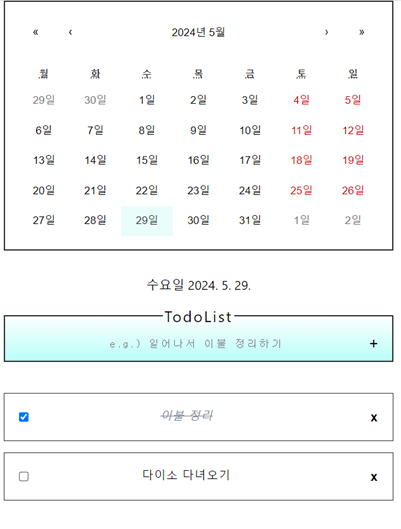 « ‹ 2024년 5월 › »
월 화 수 목 금 토 일
29일 30일 1일 2일 3일 4일 5일
6일 7일 8일 9일 10일 11일 12일
13일 14일 15일 16일 17일 18일 19일
20일 21일 22일 23일 24일 25일 26일
27일 28일 29일 30일 31일 1일 2일
수요일 2024. 5. 29.
TodoList
e.g.) 일어나서 이불 정리하기 +
이불 정리 x
다이소 다녀오기 x